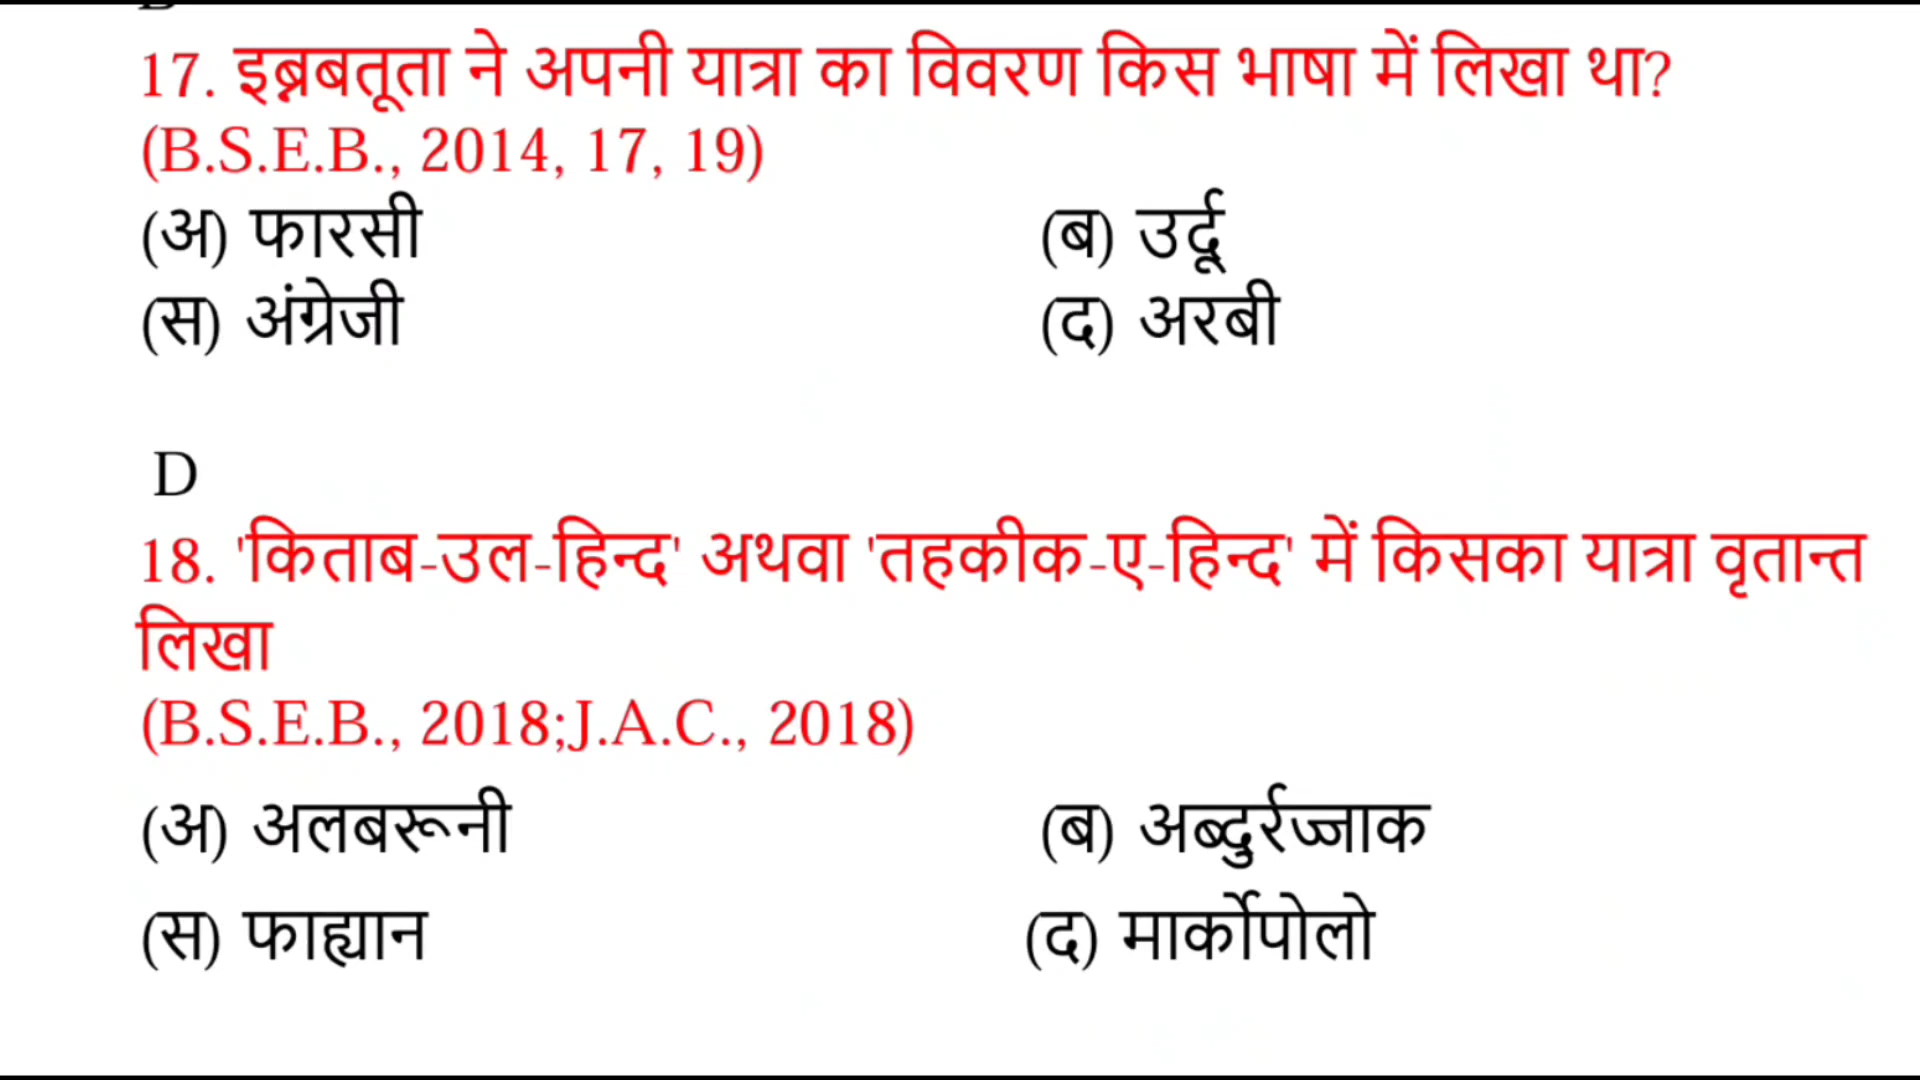 17. इब्नबतूता ने अपनी यात्रा का विवरण किस भाषा में लिखा था?
(B.S.E.B., 2014, 17, 19)
(अ) फारसी (ब) उर्दू
(स) अंग्रेजी (द) अरबी
D
18. 'किताब-उल-हिन्द' अथवा 'तहकीक-ए-हिन्द' में किसका यात्रा वृतान्त
लिखा
(B.S.E.B., 2018;J.A.C., 2018)
(अ) अलबरूनी (ब) अब्दुर्रज्जाक
(स) फाह्यान (द) मार्कोपोलो